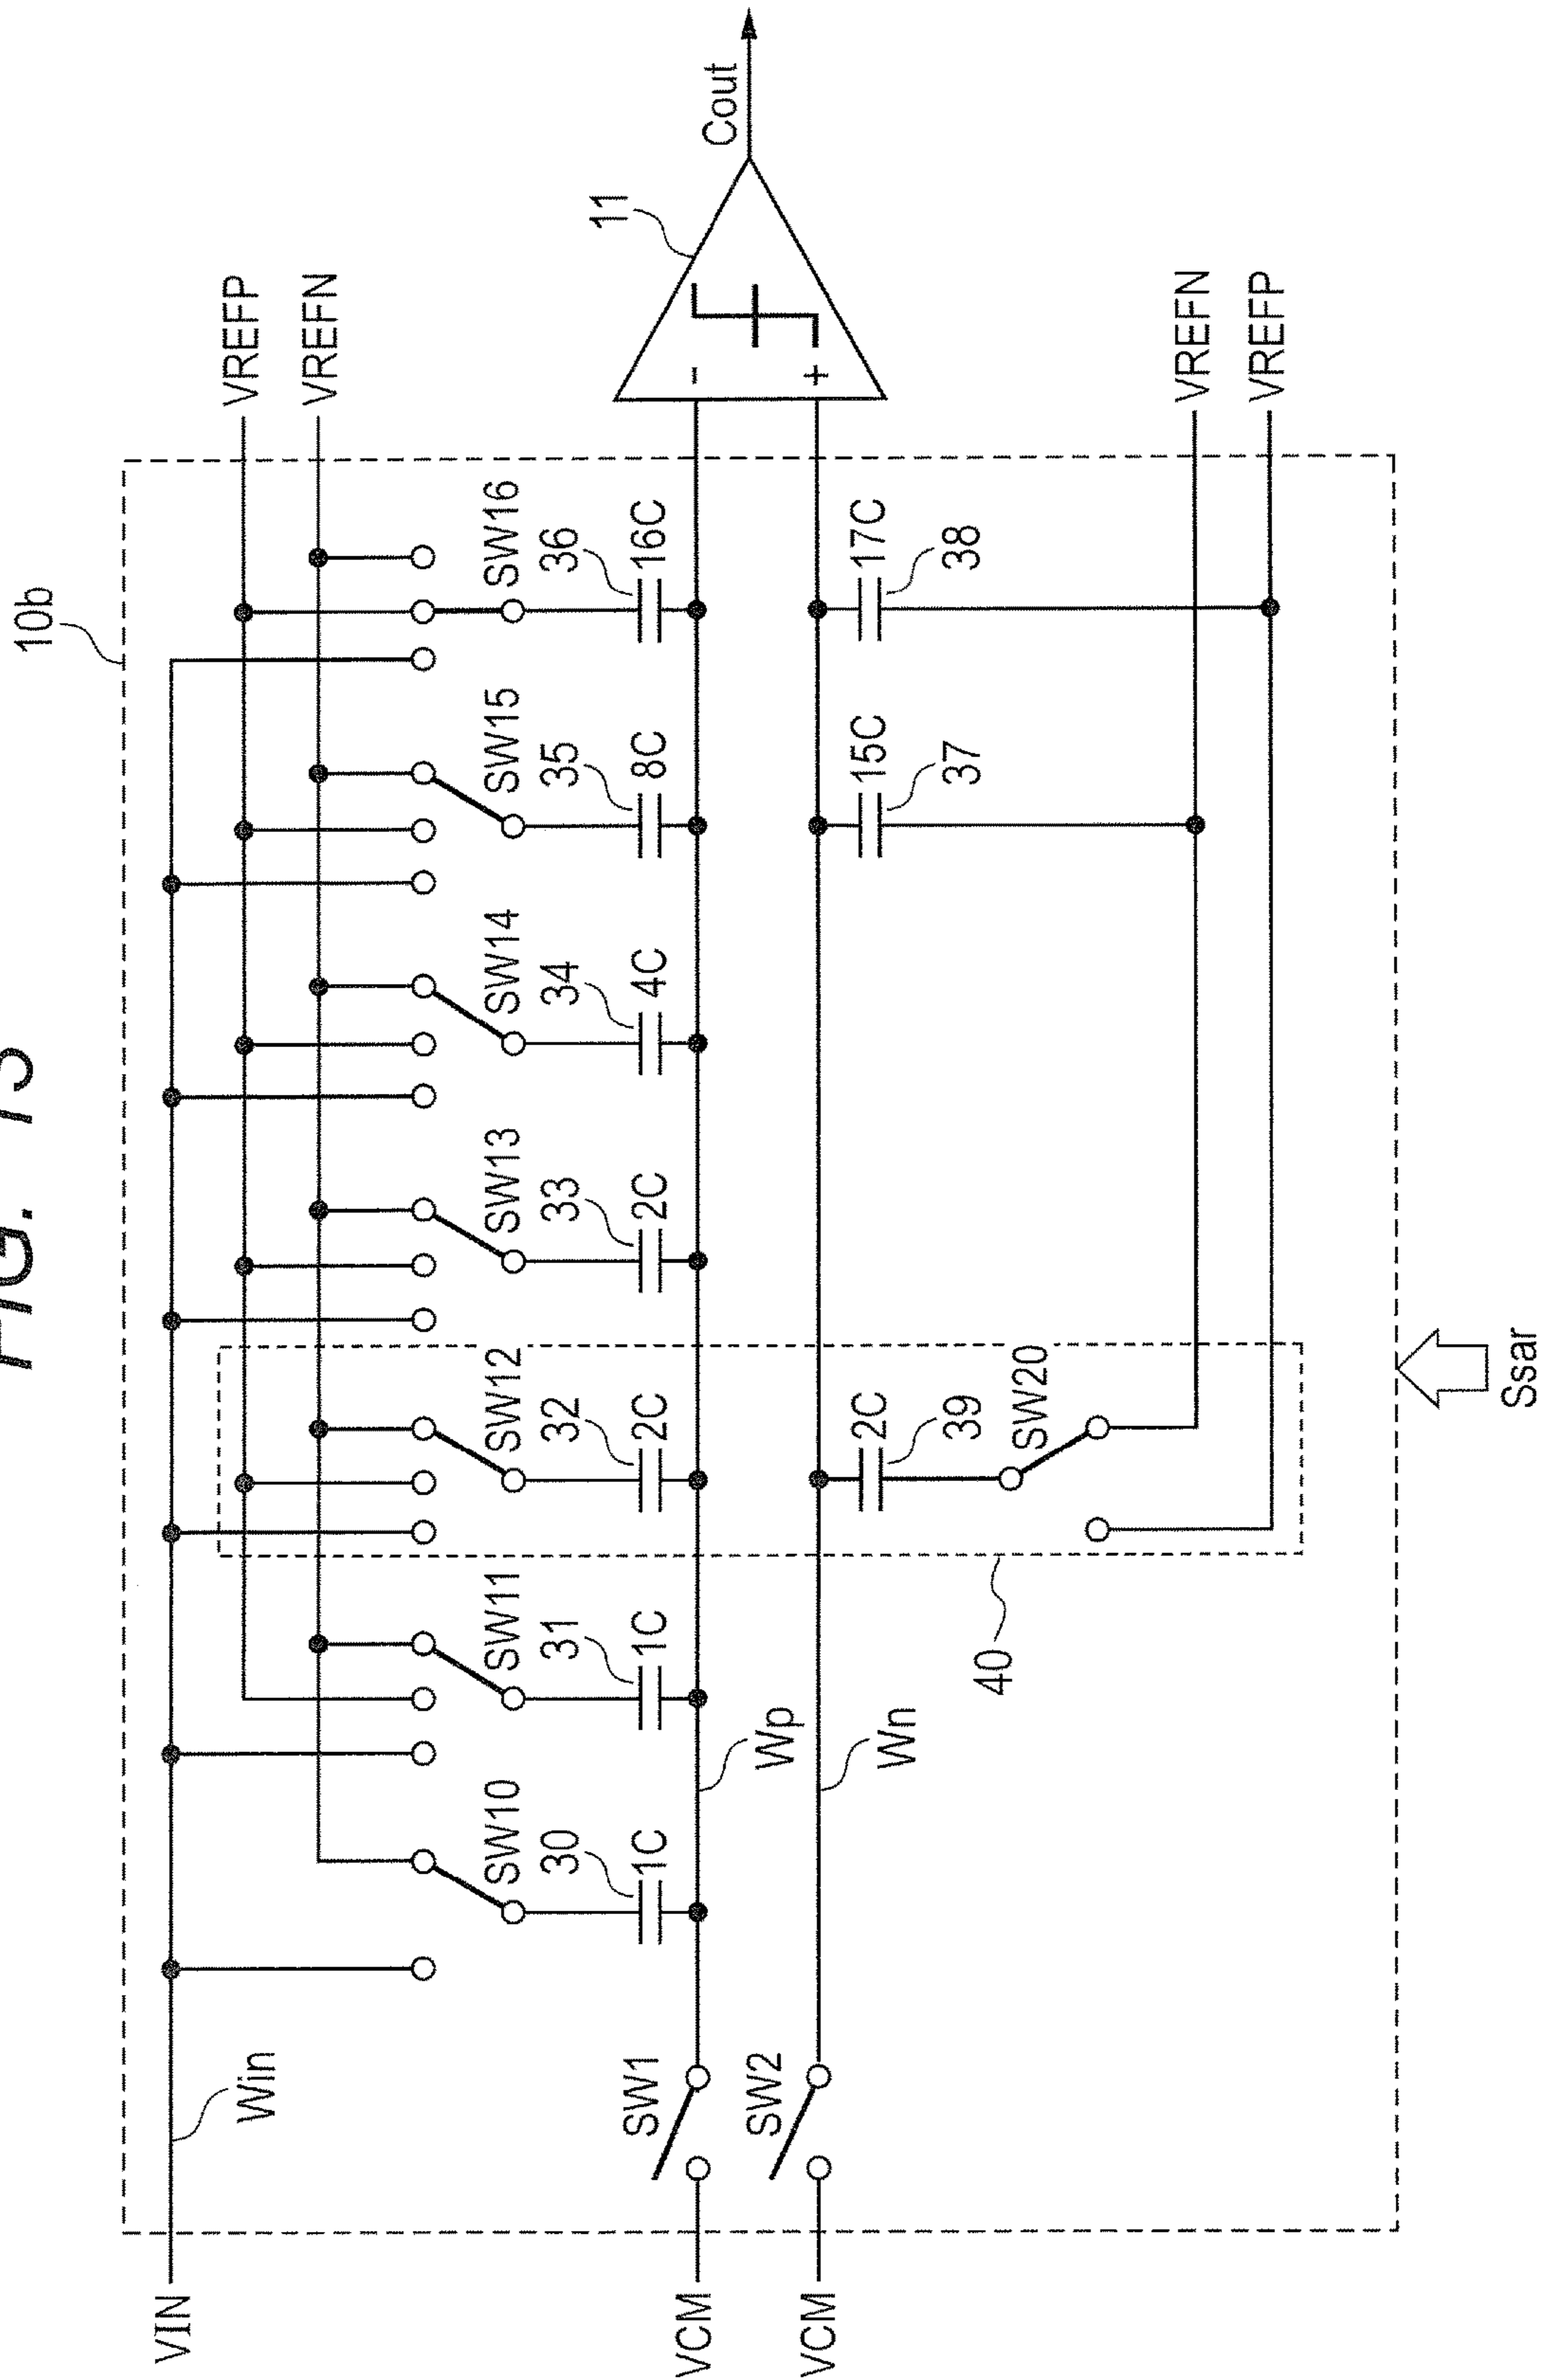 FIG.
10b
VIN
Win
VREFP
VREFN
SW10
SW11
SW12
SW13
SW14
SW15
SW16
30
31
32
33
34
35
36
1C
1C
2C
2C
4C
8C
16C
11
Cout
-
+
VCM
SW1
Wp
VCM
SW2
Wn
2C
39
15C
37
17C
38
SW20
40
VREFN
VREFP
Ssar